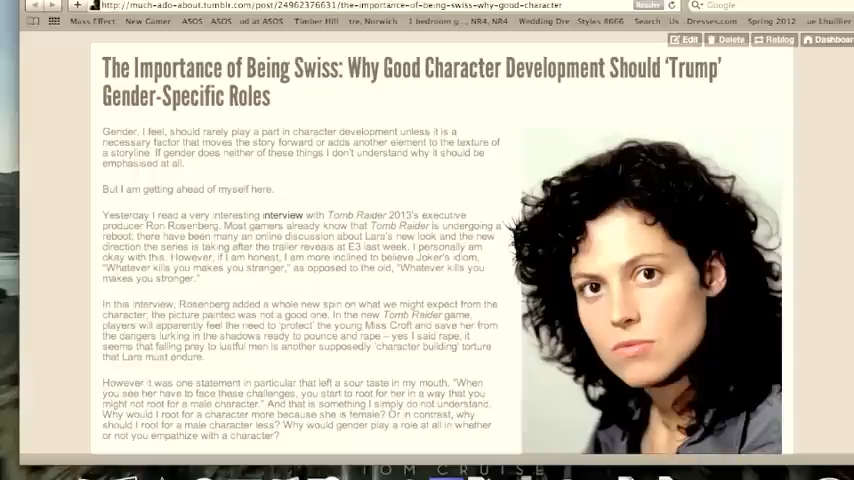 http://much-ado-about.tumblr.com/post/24962376631/the-importance-of-being-swiss-why-good-character
Reader
Google
Mass Effect New Gamer ASOS ASOS od at ASOS Timber Hill tre, Norwich 1 bedroom g... NR4, NR4 Wedding Dre Styles 8666 Search Us Dresses.com Spring 2012 ue Lhuillier
Edit Delete Reblog Dashboar
The Importance of Being Swiss: Why Good Character Development Should ‘Trump’
Gender-Specific Roles
Gender, I feel, should rarely play a part in character development unless it is a
necessary factor that moves the story forward or adds another element to the texture of
a storyline. If gender does neither of these things I don't understand why it should be
emphasised at all.
But I am getting ahead of myself here.
Yesterday I read a very interesting interview with Tomb Raider 2013's executive
producer Ron Rosenberg. Most gamers already know that Tomb Raider is undergoing a
reboot; there have been many an online discussion about Lara's new look and the new
direction the series is taking after the trailer reveals at E3 last week. I personally am
okay with this. However, if I am honest, I am more inclined to believe Joker's idiom,
"Whatever kills you makes you stranger," as opposed to the old, "Whatever kills you
makes you stronger."
In this interview, Rosenberg added a whole new spin on what we might expect from the
character; the picture painted was not a good one. In the new Tomb Raider game,
players will apparently feel the need to 'protect' the young Miss Croft and save her from
the dangers lurking in the shadows ready to pounce and rape – yes I said rape, it
seems that falling prey to lustful men is another supposedly 'character building' torture
that Lara must endure.
However it was one statement in particular that left a sour taste in my mouth. "When
you see her have to face these challenges, you start to root for her in a way that you
might not root for a male character." And that is something I simply do not understand.
Why would I root for a character more because she is female? Or in contrast, why
should I root for a male character less? Why would gender play a role at all in whether
or not you empathize with a character?
TOM CRUISE